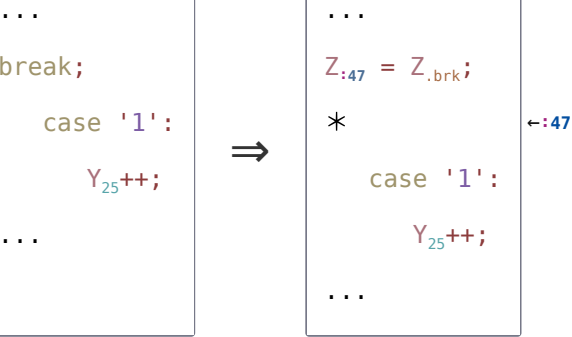 ...
break;
case '1':
Y25++;
...
⇒
...
Z:47 = Z.brk;
* ←:47
case '1':
Y25++;
...